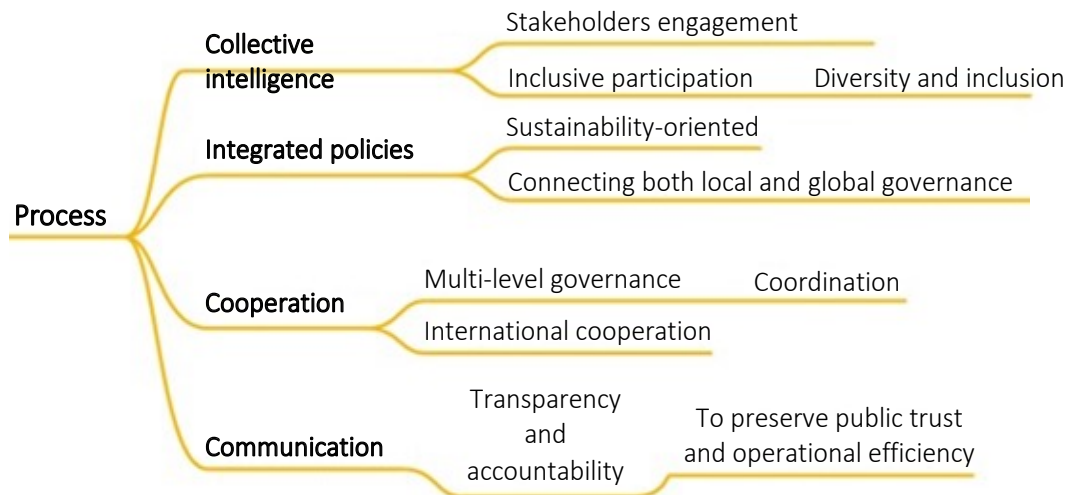 Process
Collective
intelligence
Stakeholders engagement
Inclusive participation
Diversity and inclusion
Integrated policies
Sustainability-oriented
Connecting both local and global governance
Cooperation
Multi-level governance
Coordination
International cooperation
Communication
Transparency
and
accountability
To preserve public trust
and operational efficiency